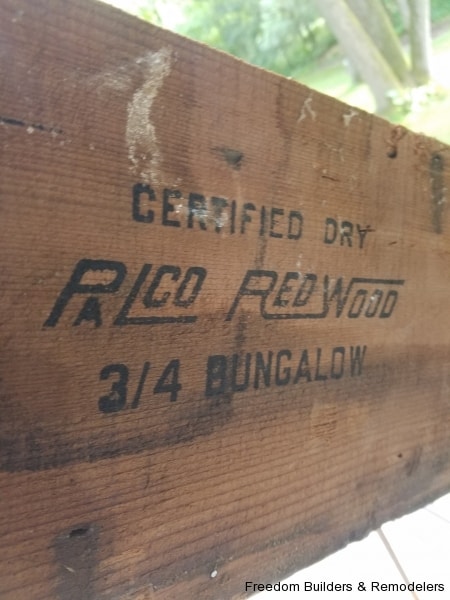 CERTIFIED DRY
PALCO REDWOOD
3/4 BUNGALOW
Freedom Builders & Remodelers